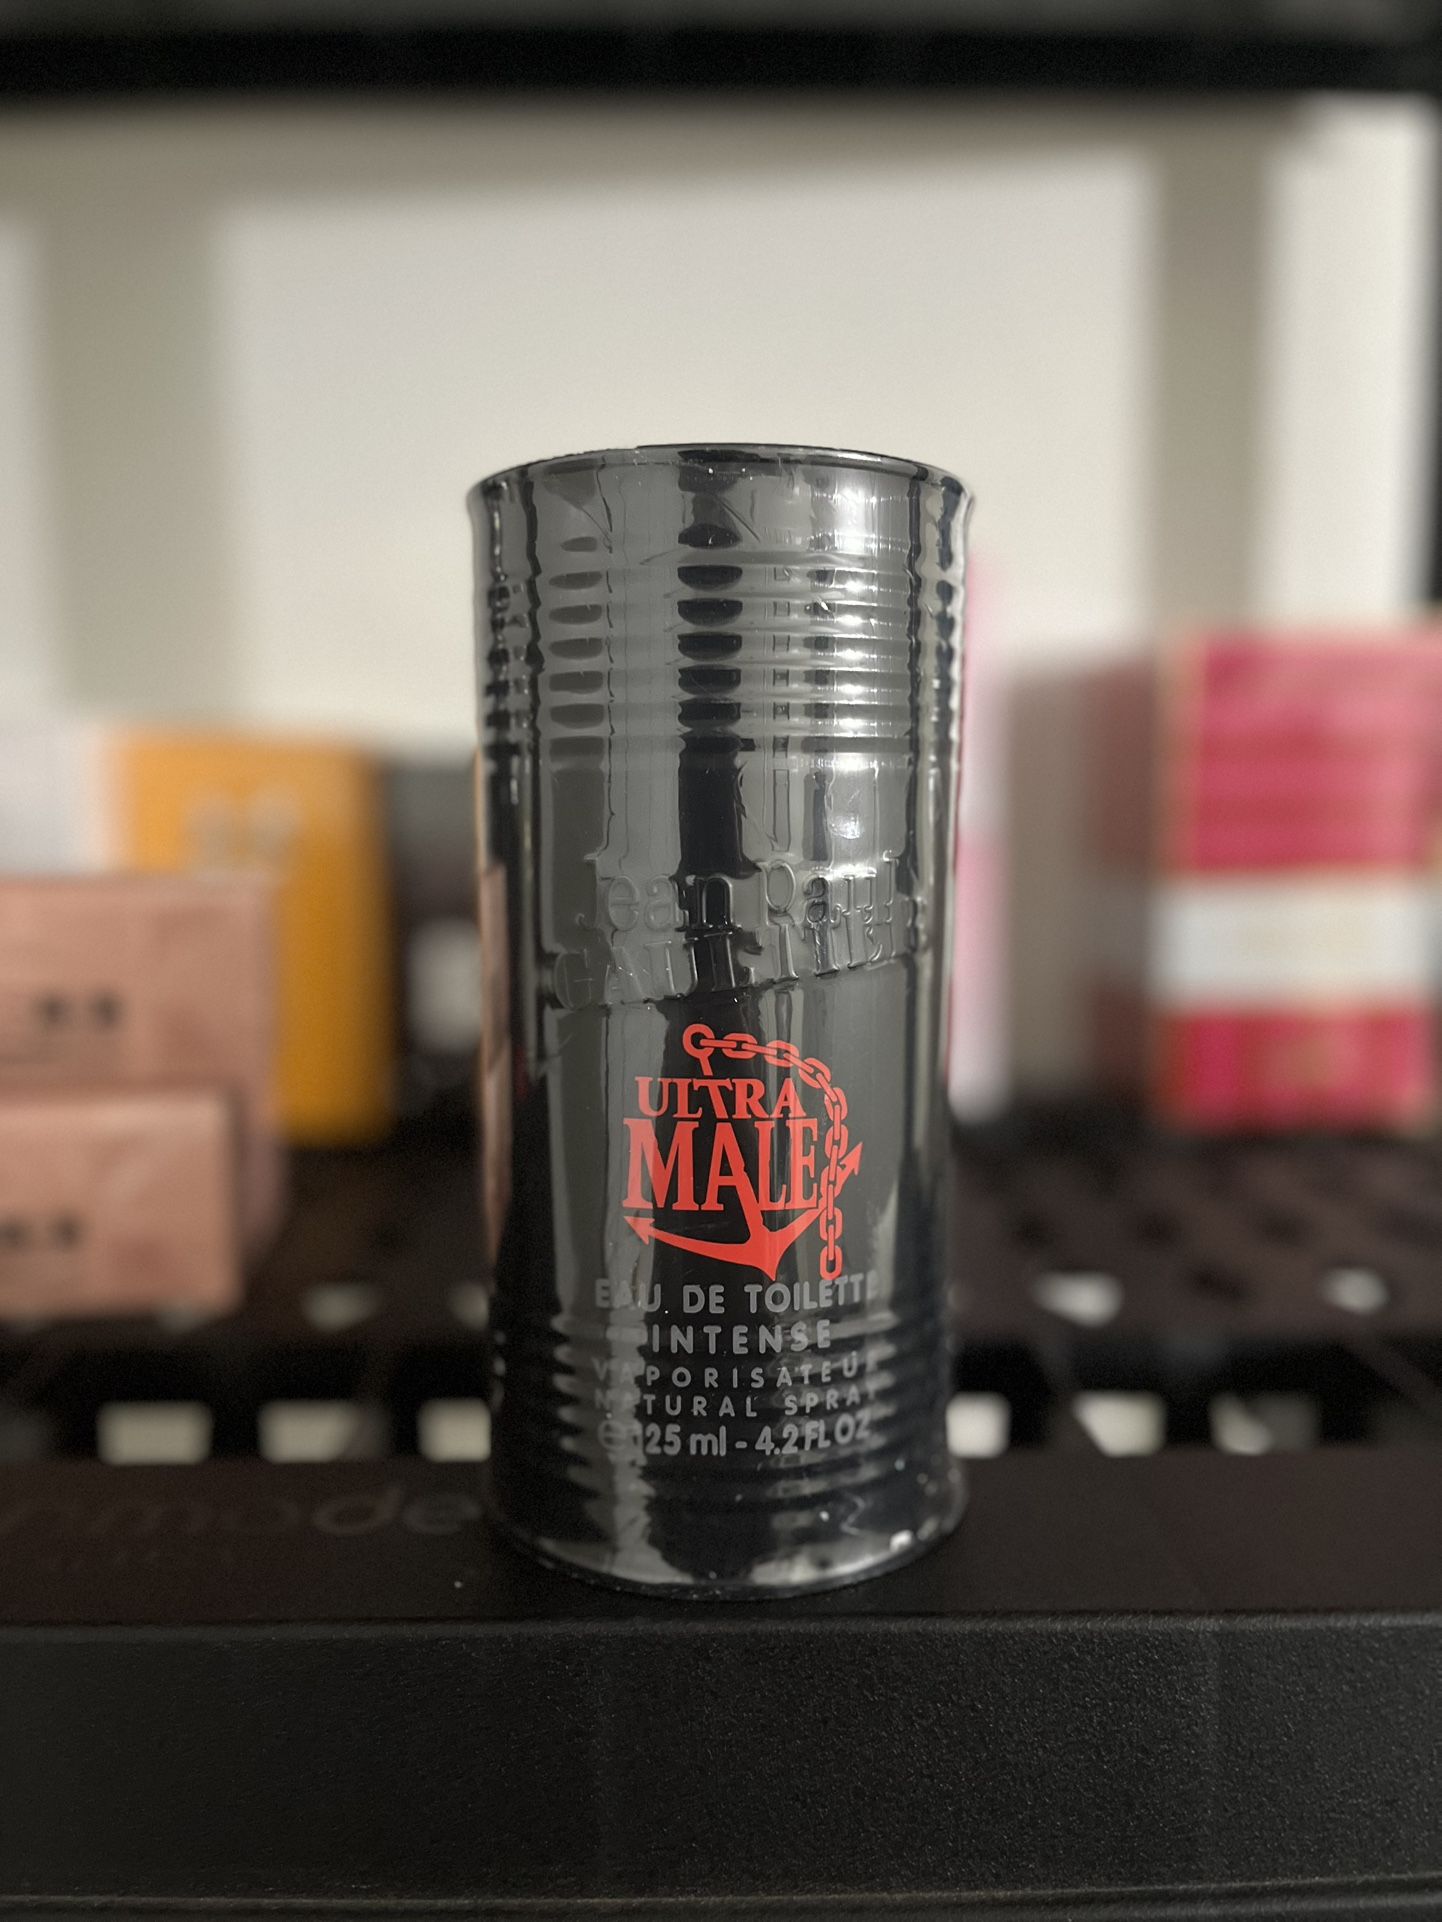 Jean Paul
GAULTIER
ULTRA
MALE
EAU DE TOILETTE
INTENSE
VAPORISATEUR
NATURAL SPRAY
℮125 ml - 4.2 FL OZ